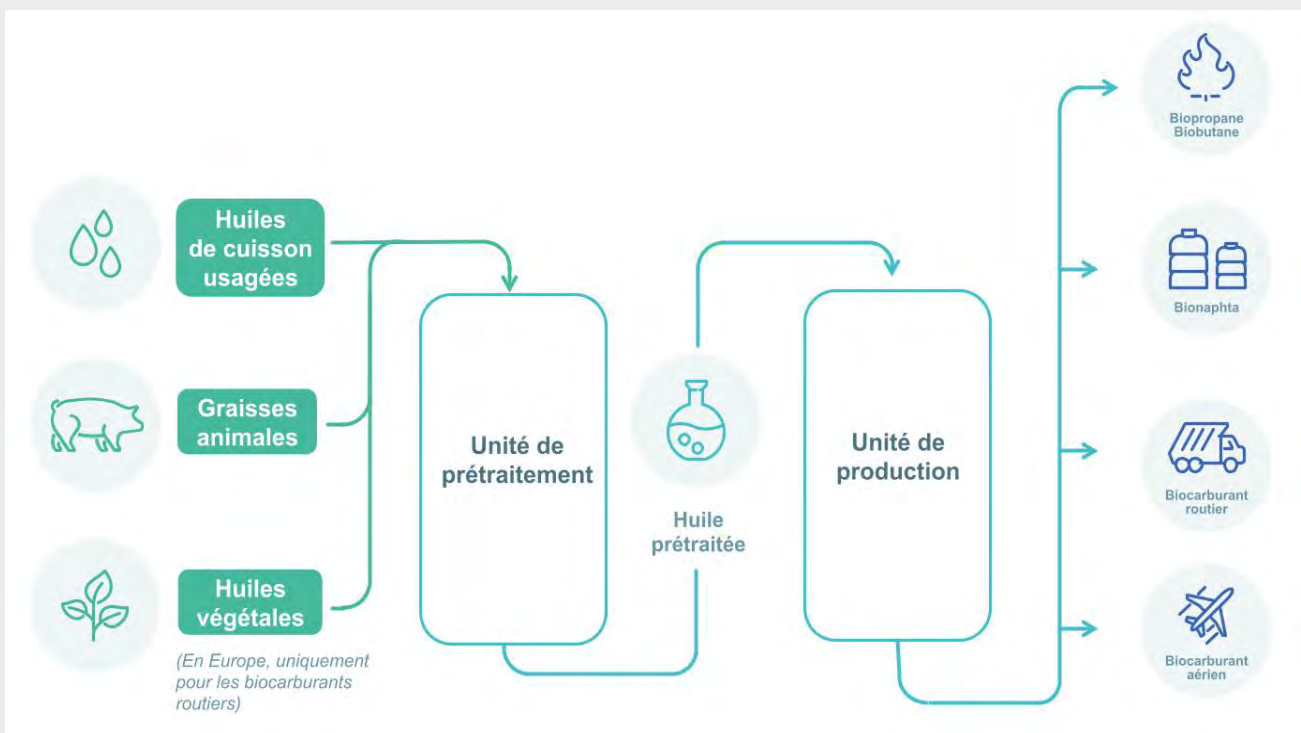 Huiles
de cuisson
usagées
Graisses
animales
Huiles
végétales
(En Europe, uniquement
pour les biocarburants
routiers)
Unité de
prétraitement
Huile
prétraitée
Unité de
production
Biopropane
Biobutane
Bionaphta
Biocarburant
routier
Biocarburant
aérien